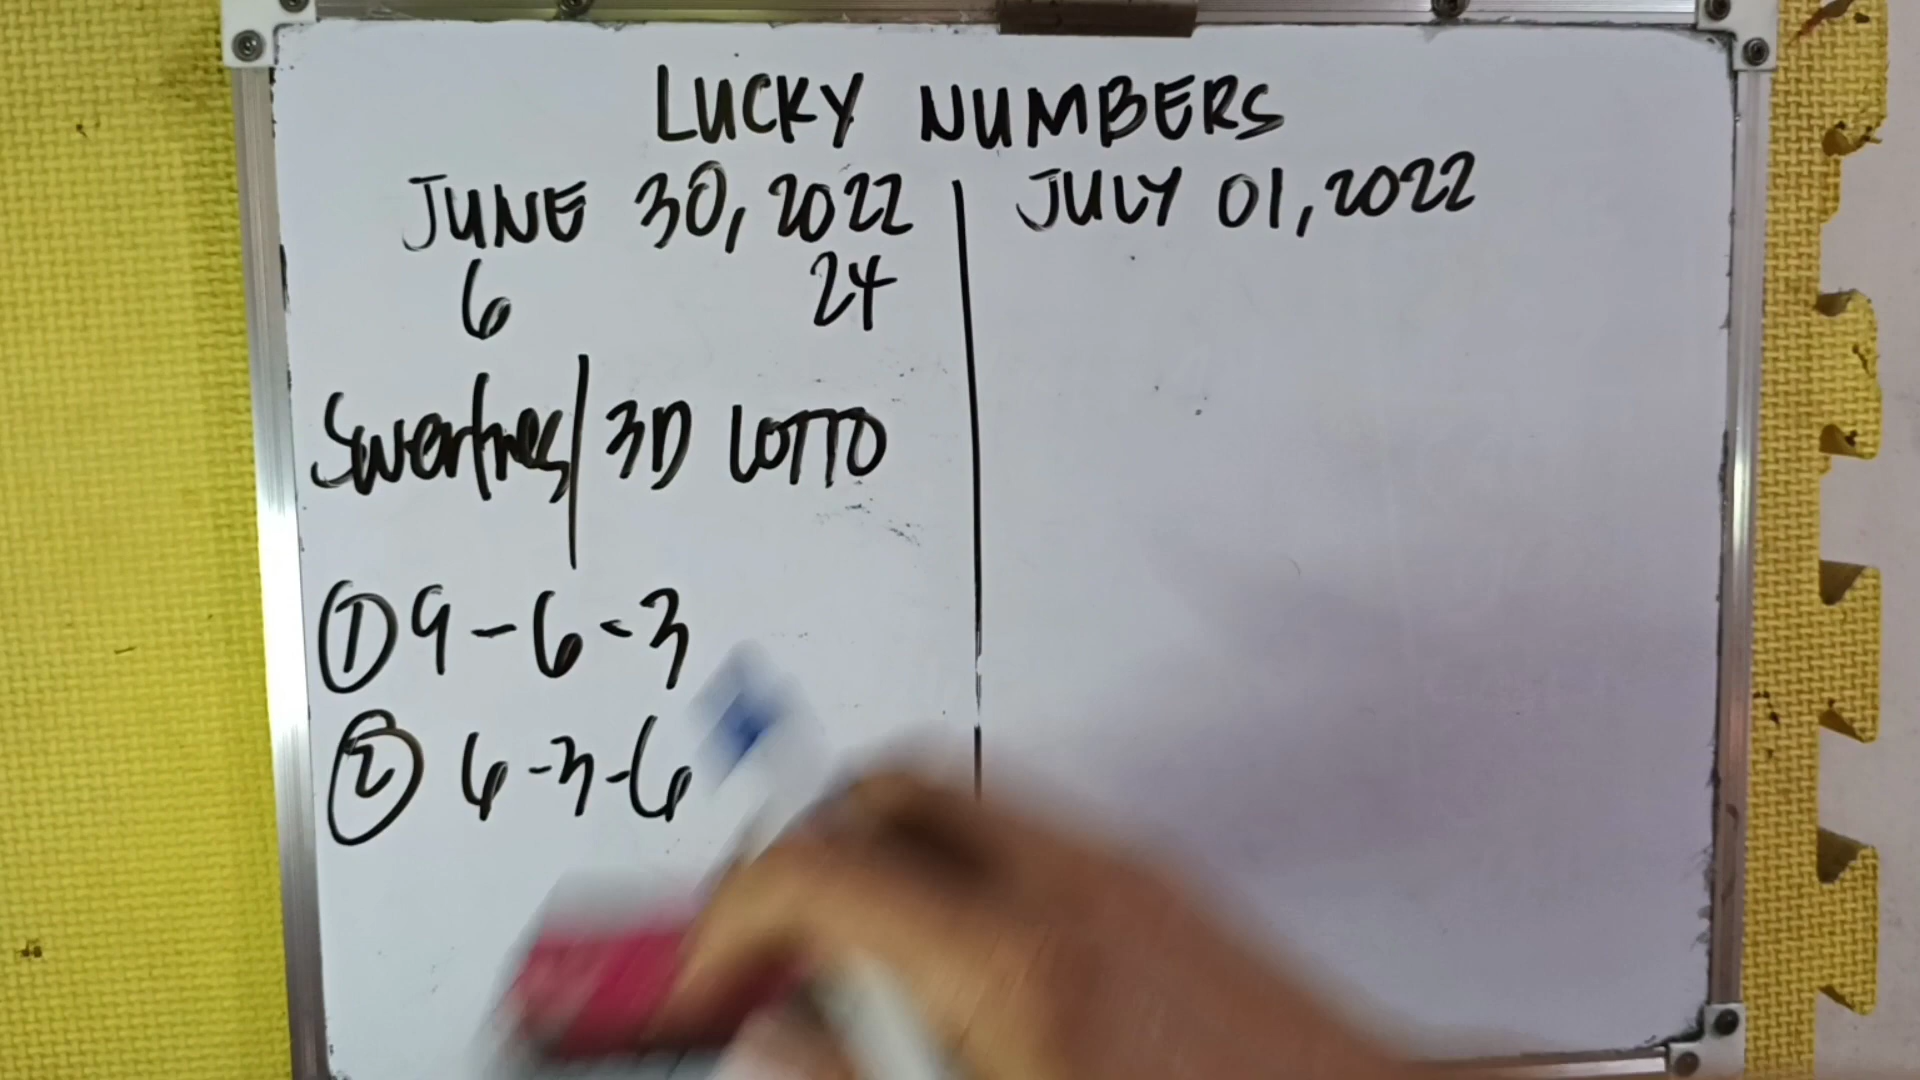 LUCKY NUMBERS
JUNE 30, 2022
6 24
Swertres/3D LOTTO
① 9-6-3
② 6-3-6
JULY 01, 2022